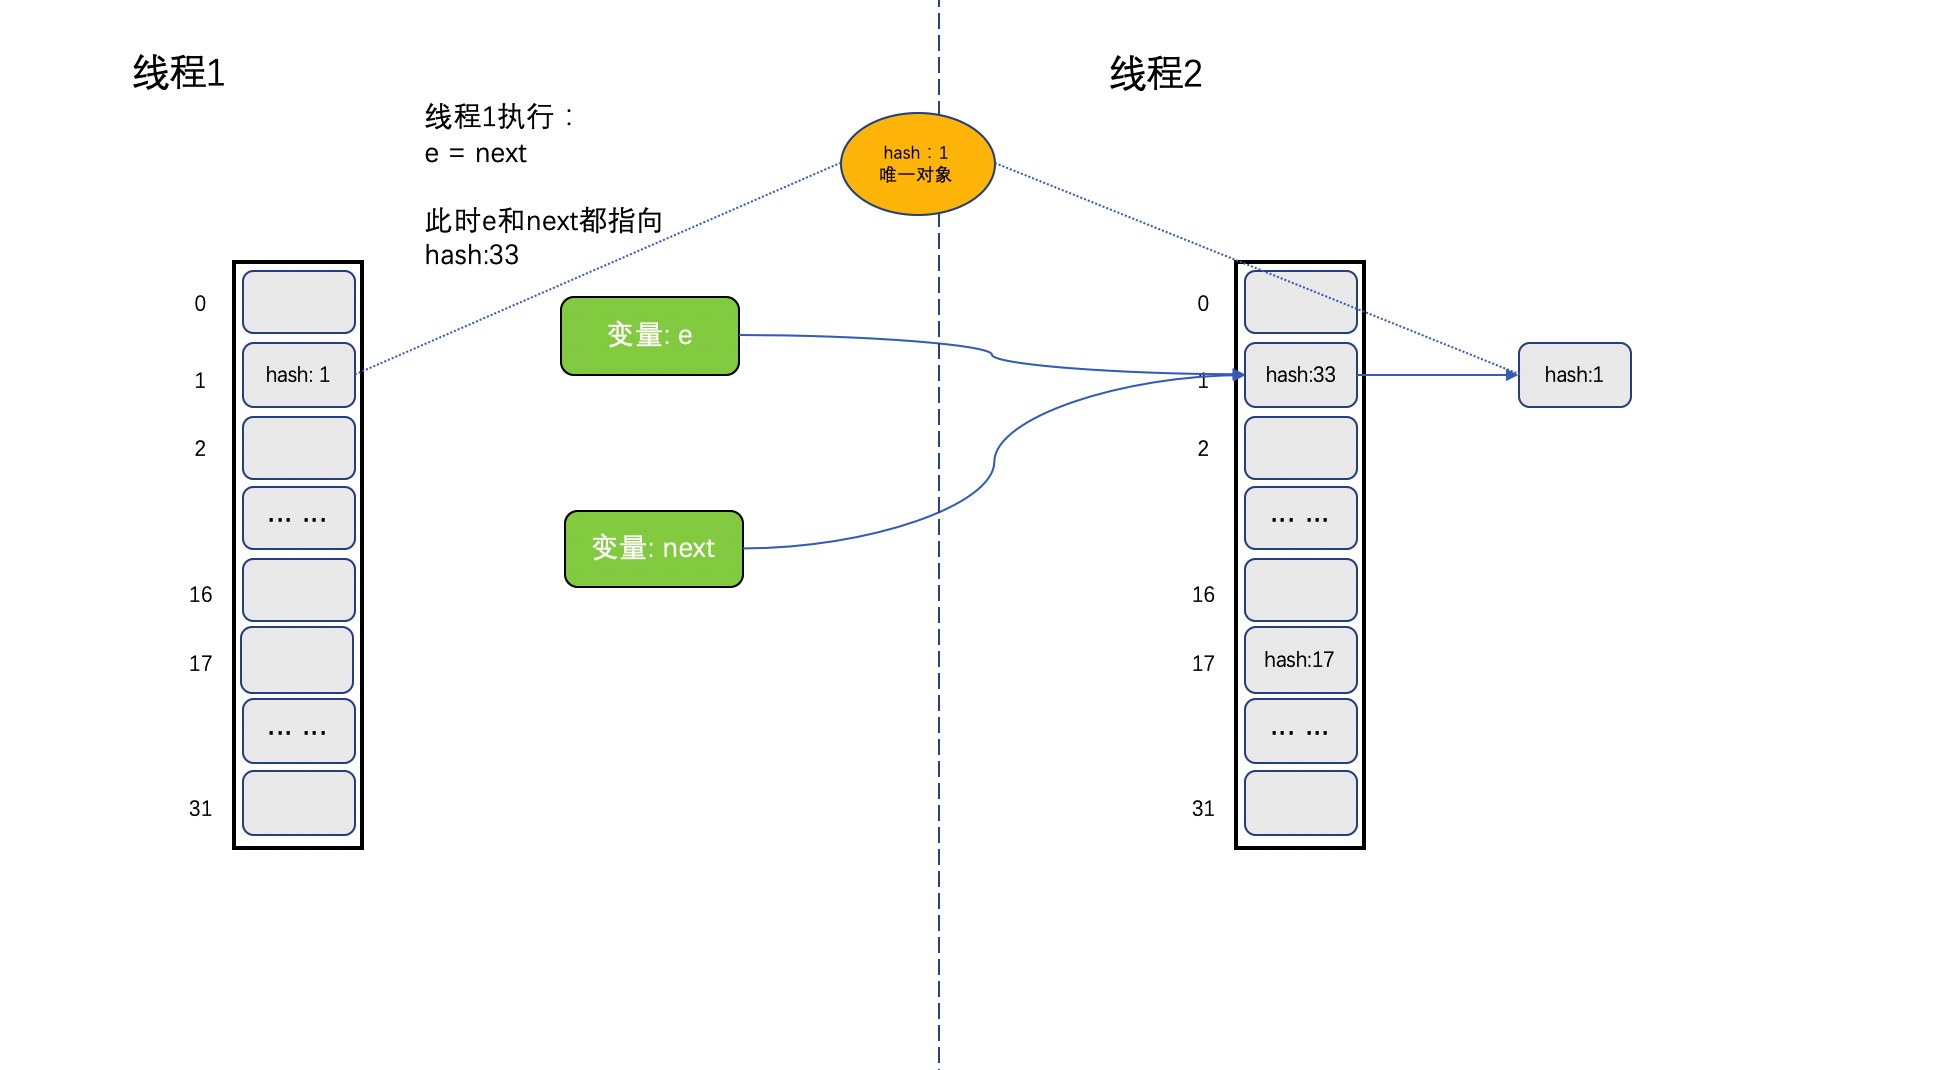 线程1
线程2
线程1执行：
e = next
此时e和next都指向
hash:33
hash：1
唯一对象
变量: e
变量: next
0
1
hash: 1
2
... ...
16
17
... ...
31
0
1
hash:33
hash:1
2
... ...
16
17
hash:17
... ...
31